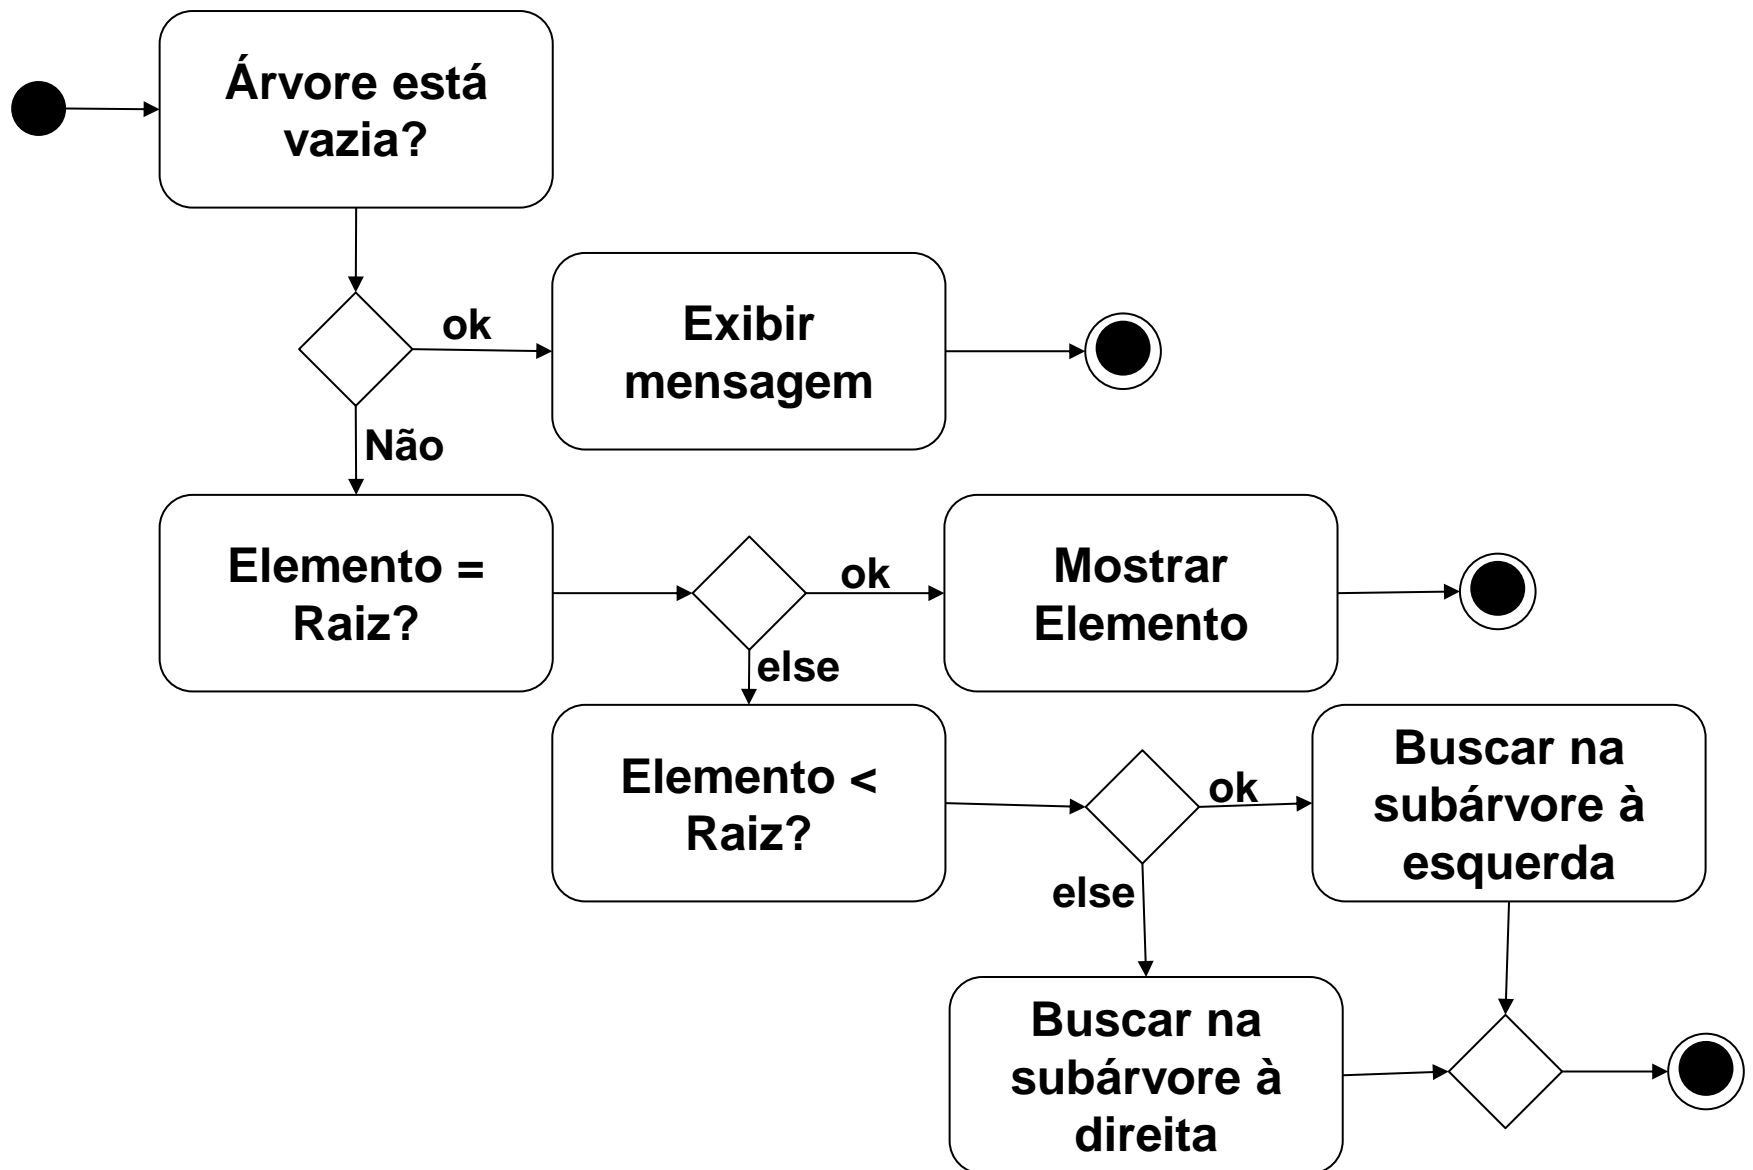 Árvore está
vazia?
ok
Exibir
mensagem
Não
Elemento =
Raiz?
ok
Mostrar
Elemento
else
Elemento <
Raiz?
ok
Buscar na
subárvore à
esquerda
else
Buscar na
subárvore à
direita